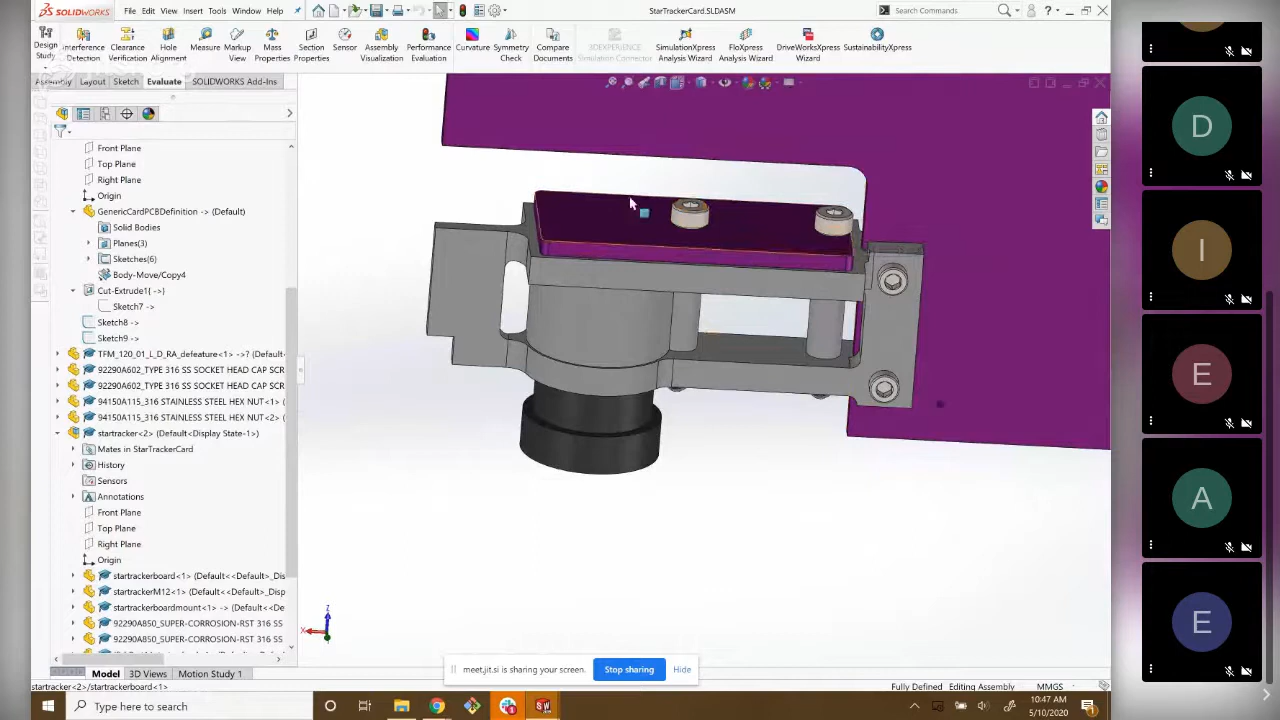 SOLIDWORKS File Edit View Insert Tools Window Help StarTrackerCard.SLDASM Search Commands
Design Study
Interference Detection
Clearance Verification
Hole Alignment
Measure
Markup View
Mass Properties
Section Properties
Sensor
Assembly Visualization
Performance Evaluation
Curvature
Symmetry Check
Compare Documents
3DEXPERIENCE Simulation Connector
SimulationXpress Analysis Wizard
FloXpress Analysis Wizard
DriveWorksXpress Wizard
SustainabilityXpress
Assembly Layout Sketch Evaluate SOLIDWORKS Add-Ins
Front Plane
Top Plane
Right Plane
Origin
GenericCardPCBDefinition -> (Default)
Solid Bodies
Planes(3)
Sketches(6)
Body-Move/Copy4
Cut-Extrude1( ->)
Sketch7 ->
Sketch8 ->
Sketch9 ->
TFM_120_01_L_D_RA_defeature<1> ->? (Default
92290A602_TYPE 316 SS SOCKET HEAD CAP SCR
92290A602_TYPE 316 SS SOCKET HEAD CAP SCR
94150A115_316 STAINLESS STEEL HEX NUT<1> (
94150A115_316 STAINLESS STEEL HEX NUT<2> (
startracker<2> (Default<Display State-1>)
Mates in StarTrackerCard
History
Sensors
Annotations
Front Plane
Top Plane
Right Plane
Origin
startrackerboard<1> (Default<<Default>_Dis
startrackerM12<1> (Default<<Default>_Disp
startrackerboardmount<1> -> (Default<<De
92290A850_SUPER-CORROSION-RST 316 SS
92290A850_SUPER-CORROSION-RST 316 SS
Z
X
D
I
E
A
E
meet.jit.si is sharing your screen. Stop sharing Hide
Model 3D Views Motion Study 1
startracker<2>/startrackerboard<1> Fully Defined Editing Assembly MMGS
Type here to search
10:47 AM
5/10/2020